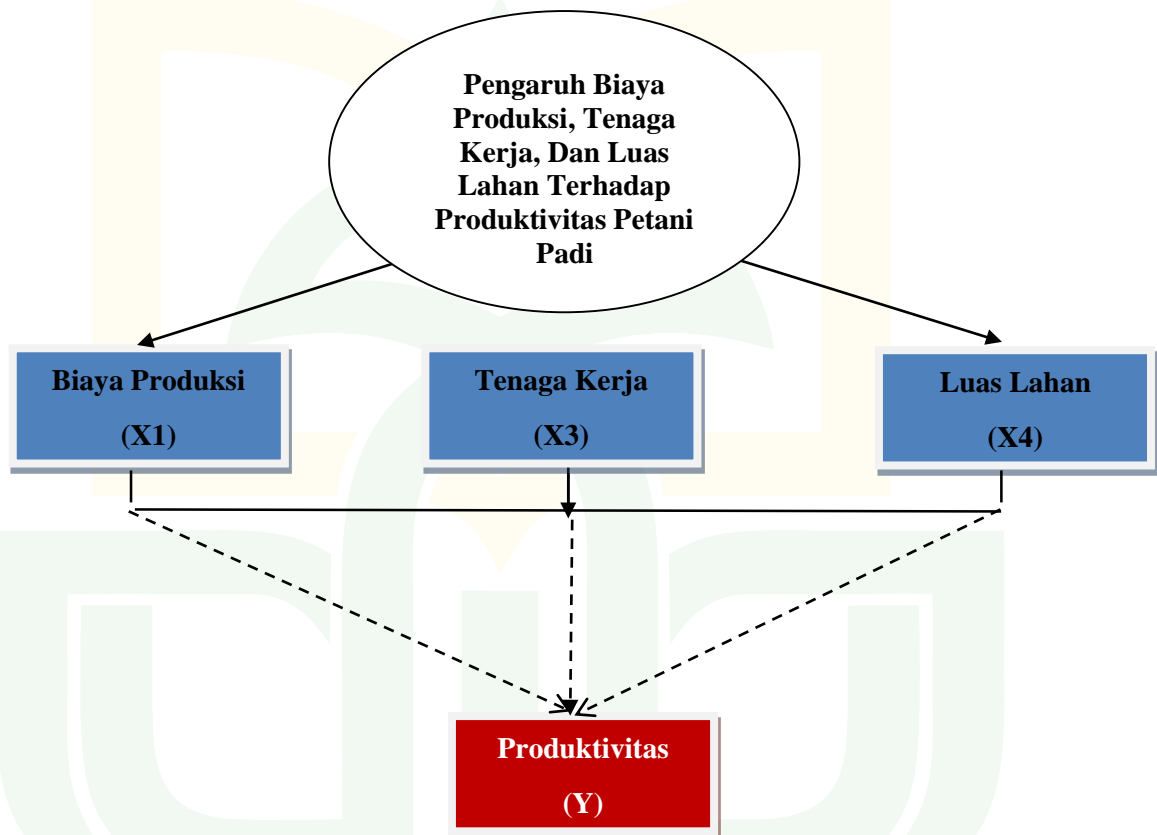 Pengaruh Biaya
Produksi, Tenaga
Kerja, Dan Luas
Lahan Terhadap
Produktivitas Petani
Padi
Biaya Produksi
(X1)
Tenaga Kerja
(X3)
Luas Lahan
(X4)
Produktivitas
(Y)